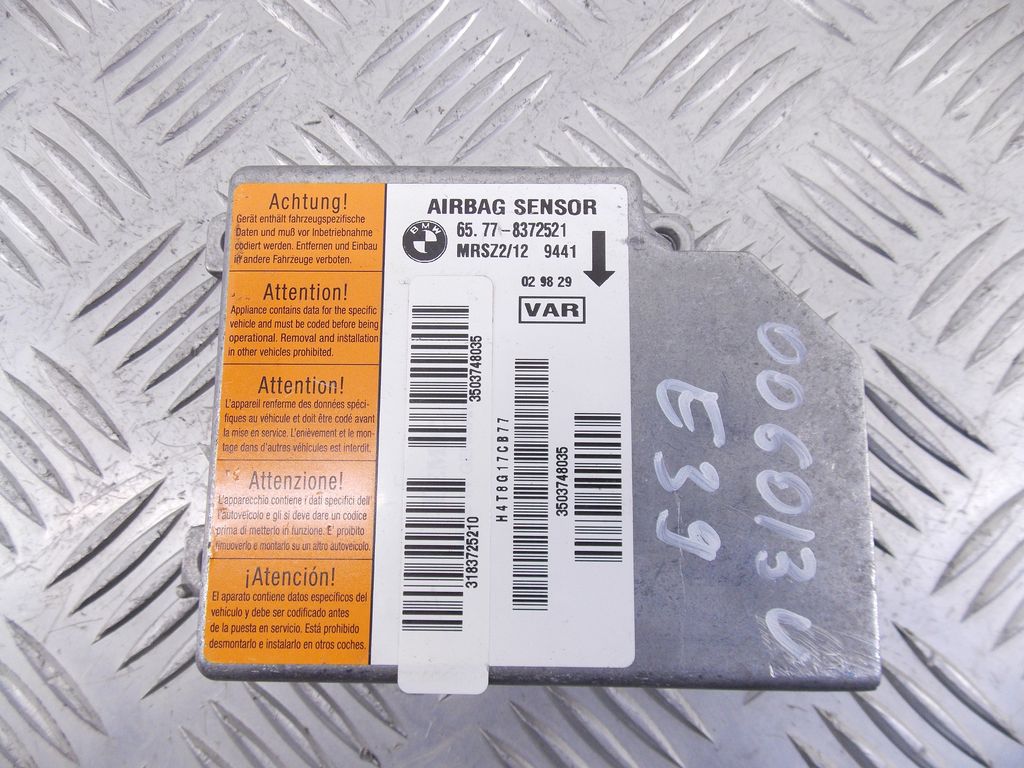 Achtung!
Gerät enthält fahrzeugspezifische
Daten und muß vor Inbetriebnahme
codiert werden. Entfernen und Einbau
in andere Fahrzeuge verboten.
Attention!
Appliance contains data for the specific
vehicle and must be coded before being
operational. Removal and installation
in other vehicles prohibited.
Attention!
L'appareil renferme des données spéci-
fiques au véhicule et doit être codé avant
la mise en service. L'enièvement et le mon-
tage dans d'autres véhicules est interdit.
Attenzione!
L'apparecchio contiene i dati specifici dell'
l'autoveicolo e gli si deve dare un codice
prima di metterlo in funzione. E' proibito
rimuoverlo e montarlo su un altro autoveicolo.
¡Atención!
El aparato contiene datos específicos del
vehículo y debe ser codificado antes
de la puesta en servicio. Está prohibido
desmontarlo e instalarlo en otros coches.
AIRBAG SENSOR
BMW
65.77-8372521
MRSZ2/12 9441
02 98 29
VAR
3503748035
3183725210
H4T8G17CB77
3503748035
E39